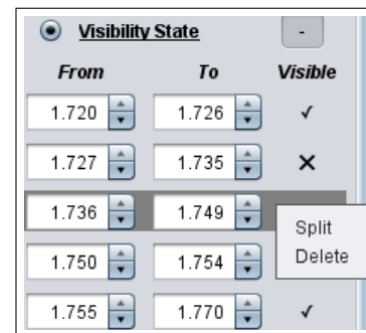 Visibility State -
From To Visible
1.720 1.726 ✓
1.727 1.735 ✕
1.736 1.749
Split
1.750 1.754 Delete
1.755 1.770 ✓